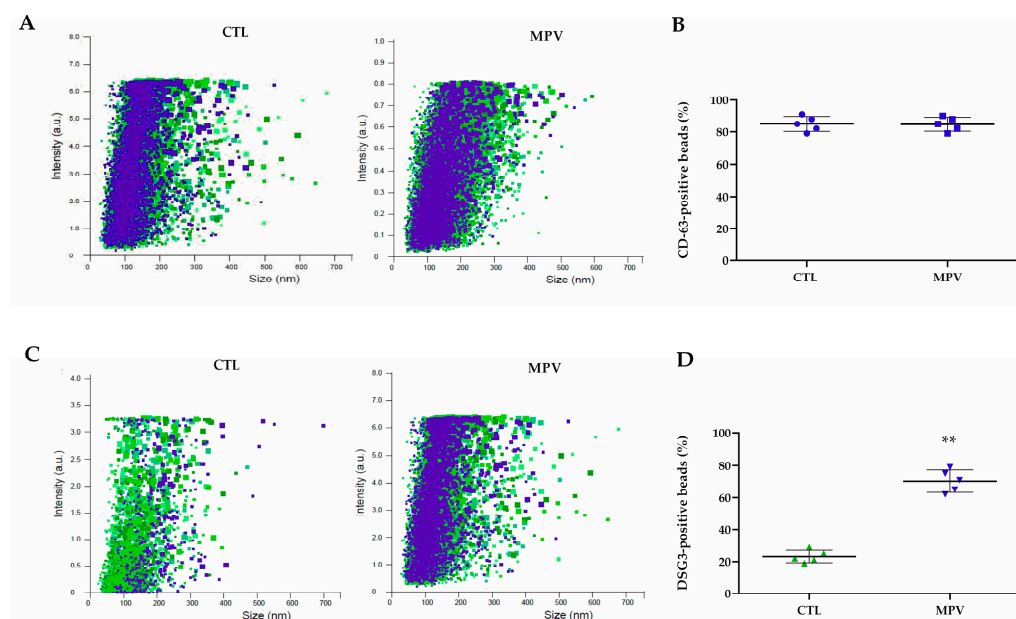 A
CTL
MPV
B
8.0
7.0
6.0
5.0
4.0
3.0
2.0
1.0
0
Intensity (a.u.)
0 100 200 300 400 500 600 700
Size (nm)
1.0
0.9
0.8
0.7
0.6
0.5
0.4
0.3
0.2
0.1
0
Intensity (a.u.)
0 100 200 300 400 500 600 700
Size (nm)
100
80
60
40
20
0
CD-63-positive beads (%)
CTL MPV
C
CTL
MPV
D
4.0
3.5
3.0
2.5
2.0
1.5
1.0
0.5
0
Intensity (a.u.)
0 100 200 300 400 500 600 700
Size (nm)
8.0
7.0
6.0
5.0
4.0
3.0
2.0
1.0
0
Intensity (a.u.)
0 100 200 300 400 500 600 700
Size (nm)
100
80
60
40
20
0
DSG3-positive beads (%)
**
CTL MPV